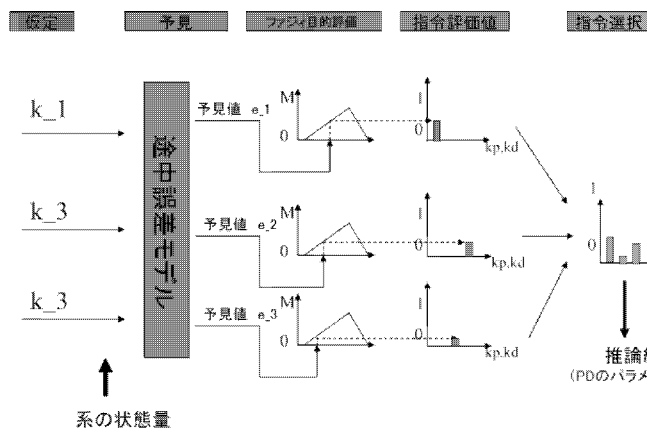 仮定
予見
ファジィ目的評価
指令評価値
指令選択
k_1
予見値 e_1
M
0
1
0
kp,kd
途中誤差モデル
k_3
予見値 e_2
M
0
1
0
kp,kd
1
0
k_3
予見値 e_3
M
0
1
0
kp,kd
推論
(PDのパラメ
系の状態量